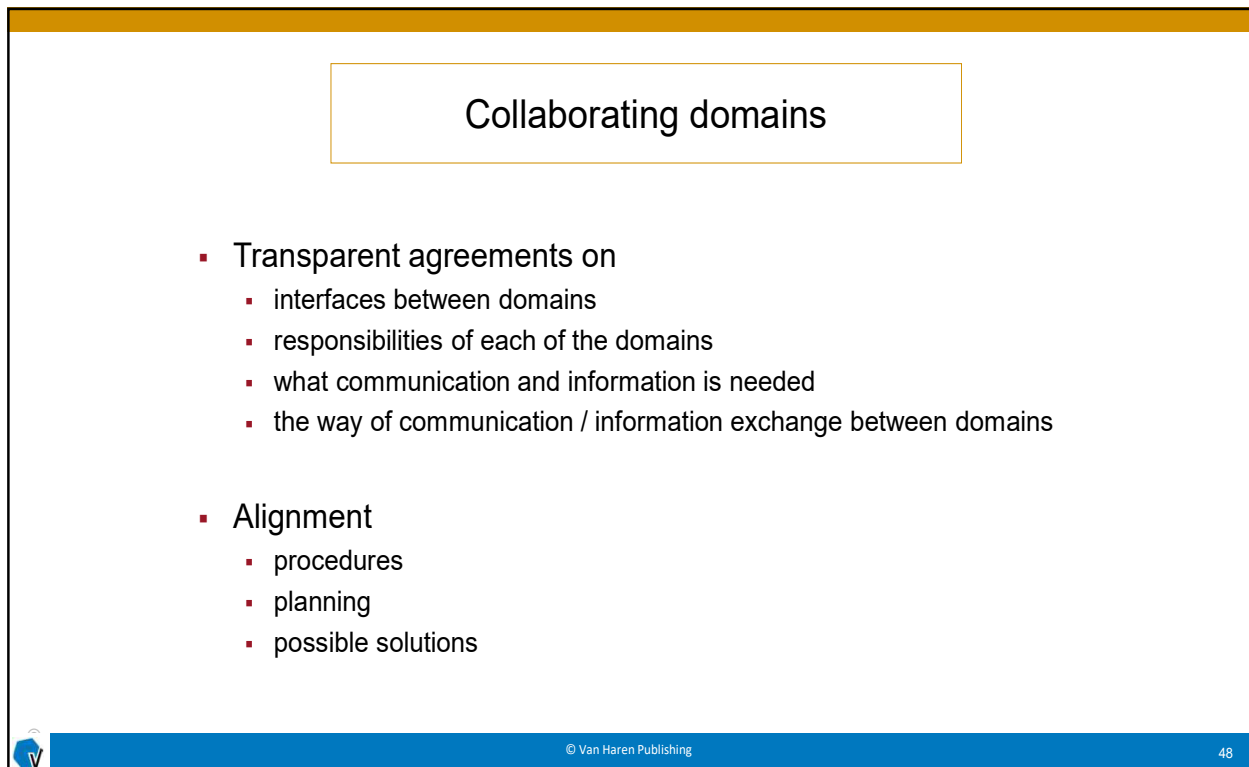 Collaborating domains
▪ Transparent agreements on
▪ interfaces between domains
▪ responsibilities of each of the domains
▪ what communication and information is needed
▪ the way of communication / information exchange between domains
▪ Alignment
▪ procedures
▪ planning
▪ possible solutions
© Van Haren Publishing
48